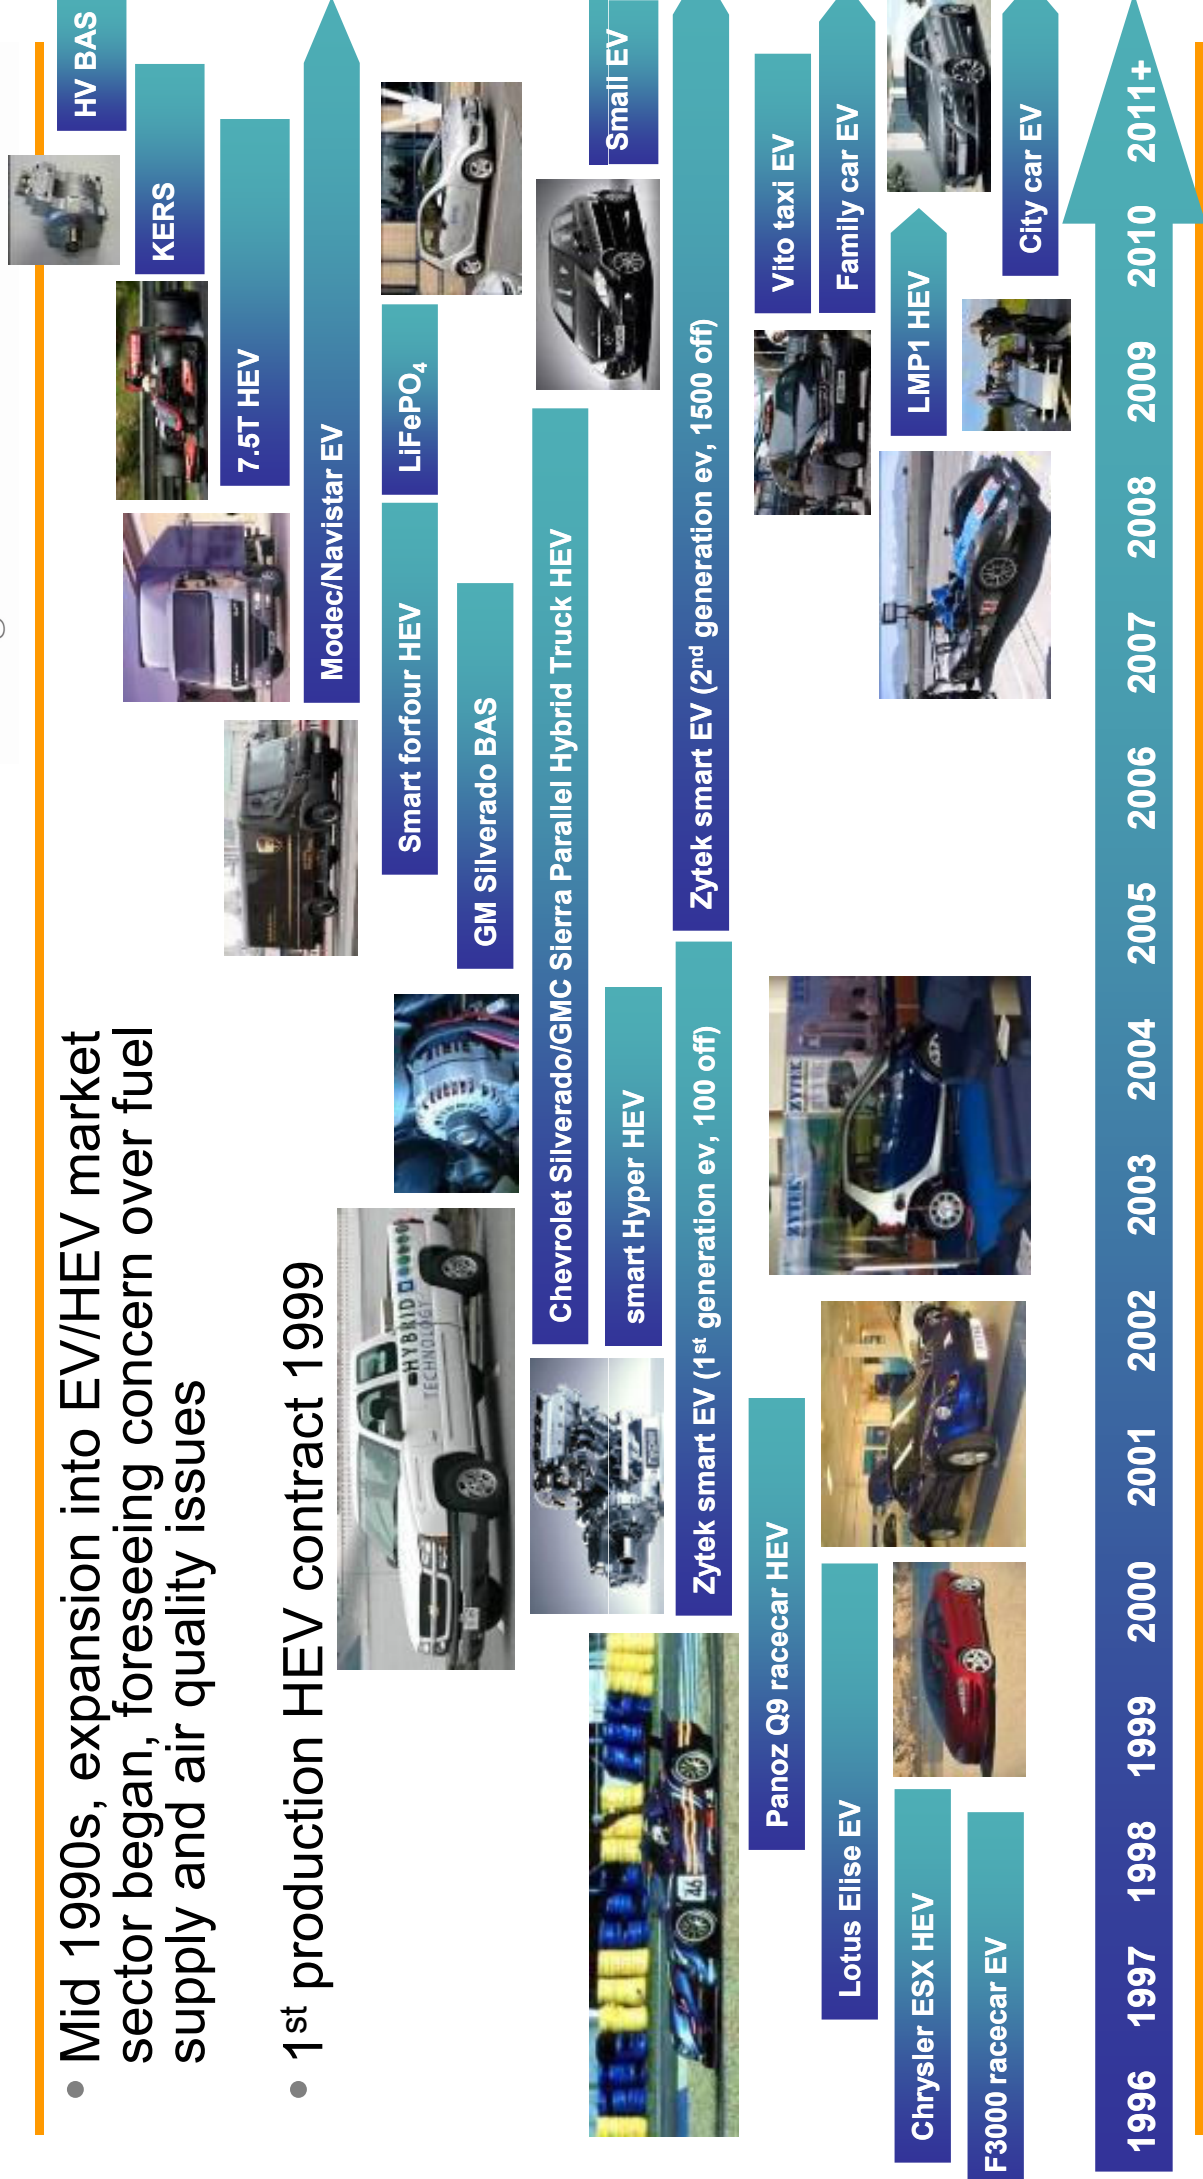 • Mid 1990s, expansion into EV/HEV market
sector began, foreseeing concern over fuel
supply and air quality issues
• 1st production HEV contract 1999
HV BAS
KERS
7.5T HEV
Modec/Navistar EV
Smart forfour HEV
LiFePO4
GM Silverado BAS
Chevrolet Silverado/GMC Sierra Parallel Hybrid Truck HEV
smart Hyper HEV
Small EV
Zytek smart EV (1st generation ev, 100 off)
Zytek smart EV (2nd generation ev, 1500 off)
Panoz Q9 racecar HEV
Vito taxi EV
Lotus Elise EV
Family car EV
Chrysler ESX HEV
LMP1 HEV
F3000 racecar EV
City car EV
HYBRID
TECHNOLOGY
46
ZYTEK
ZYTEK
1996 1997 1998 1999 2000 2001 2002 2003 2004 2005 2006 2007 2008 2009 2010 2011+